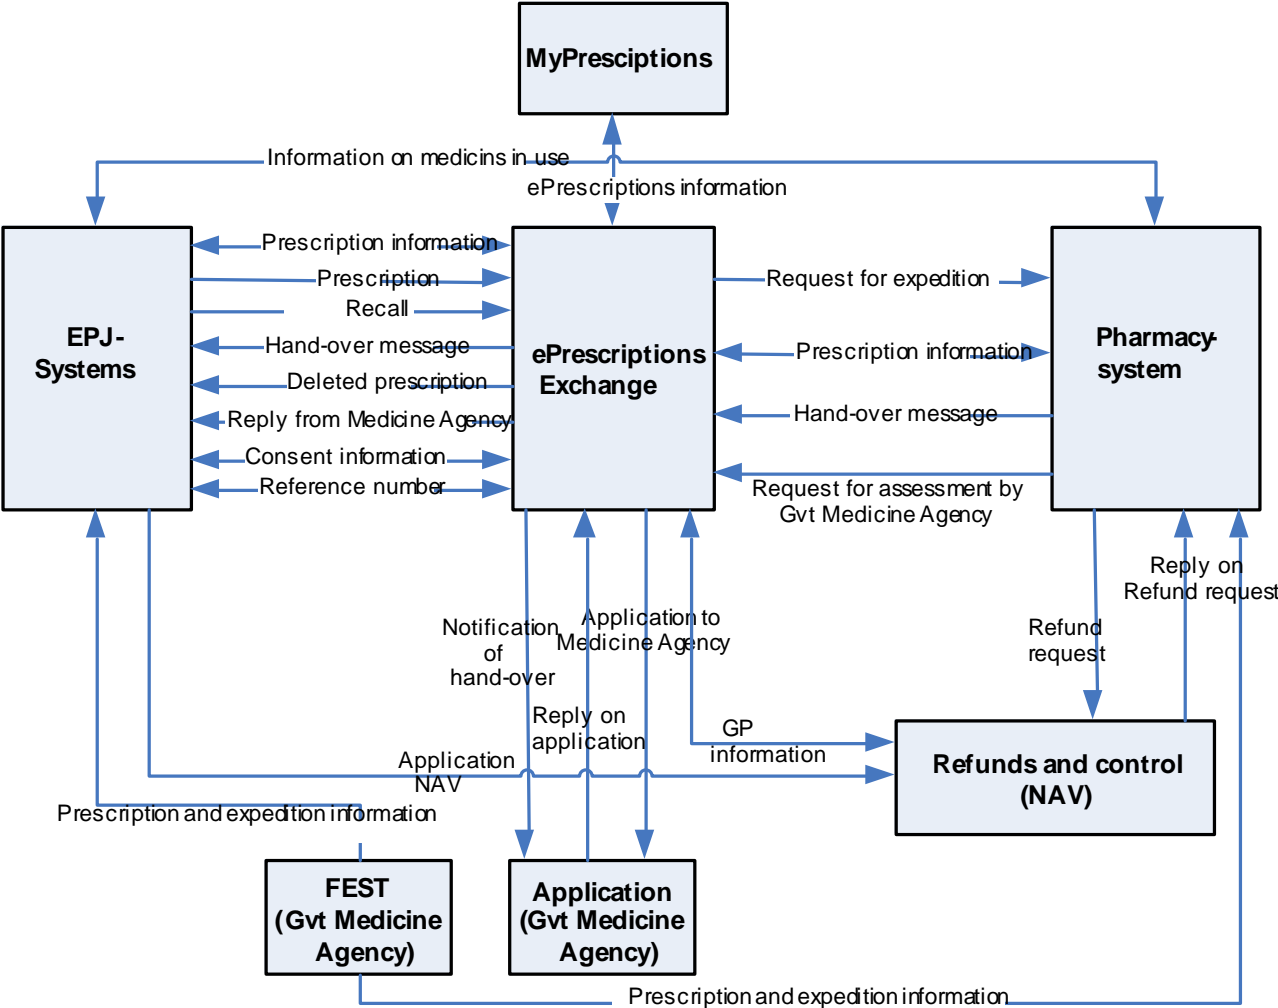 MyPresciptions
Information on medicins in use
ePrescriptions information
Prescription information
Prescription
Recall
Hand-over message
Deleted prescription
Reply from Medicine Agency
Consent information
Reference number
EPJ-
Systems
ePrescriptions
Exchange
Request for expedition
Prescription information
Hand-over message
Request for assessment by
Gvt Medicine Agency
Pharmacy-
system
Notification
of
hand-over
Application to
Medicine Agency
Reply on
application
Refund
request
Reply on
Refund request
GP
information
Application
NAV
Refunds and control
(NAV)
Prescription and expedition information
FEST
(Gvt Medicine
Agency)
Application
(Gvt Medicine
Agency)
Prescription and expedition information